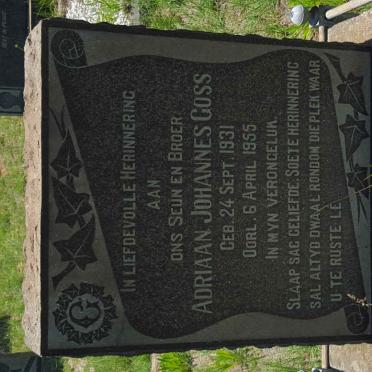 IN LIEFDEVOLLE HERINNERING
AAN
ONS SEUN EN BROER
ADRIAAN JOHANNES GOSS
GEB. 24 SEPT. 1931
OORL. 6 APRIL 1955
IN MYN VERONGELUK
SLAAP SAG GELIEFDE. SOETE HERINNERING
SAL ALTYD DWAAL RONDOM DIE PLEK WAAR
U TE RUSTE LÊ
G